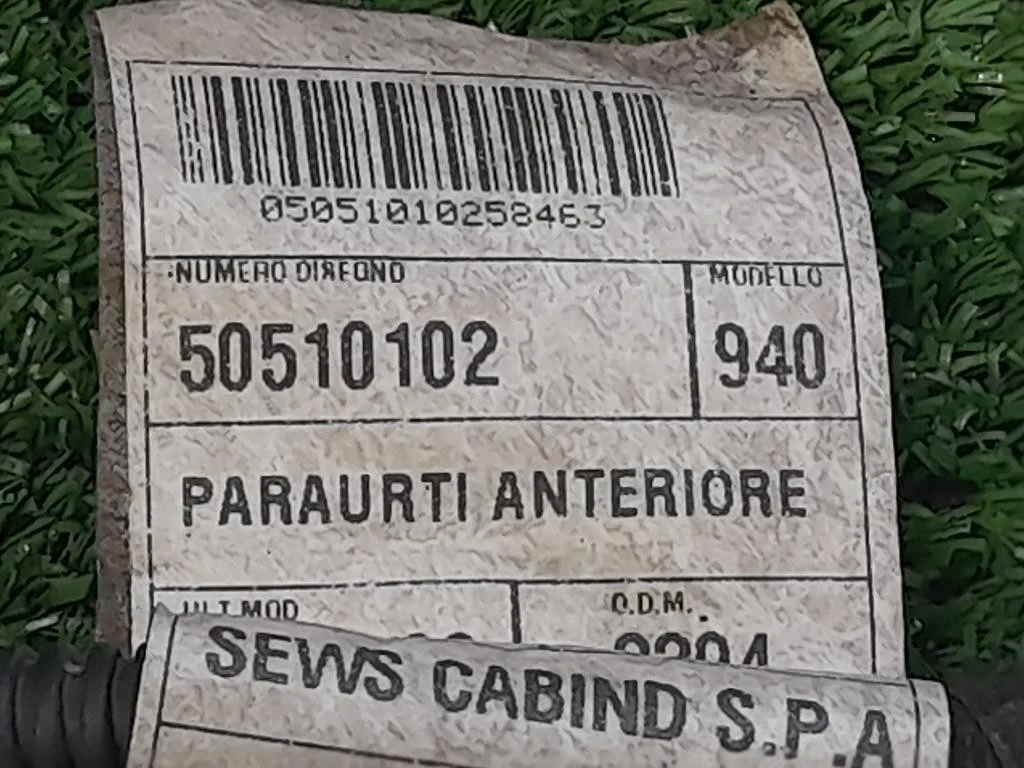 05051010258463
NUMERO DISEGNO
MODELLO
50510102
940
PARAURTI ANTERIORE
ULT.MOD
O.D.M.
SEWS CABIND S.P.A